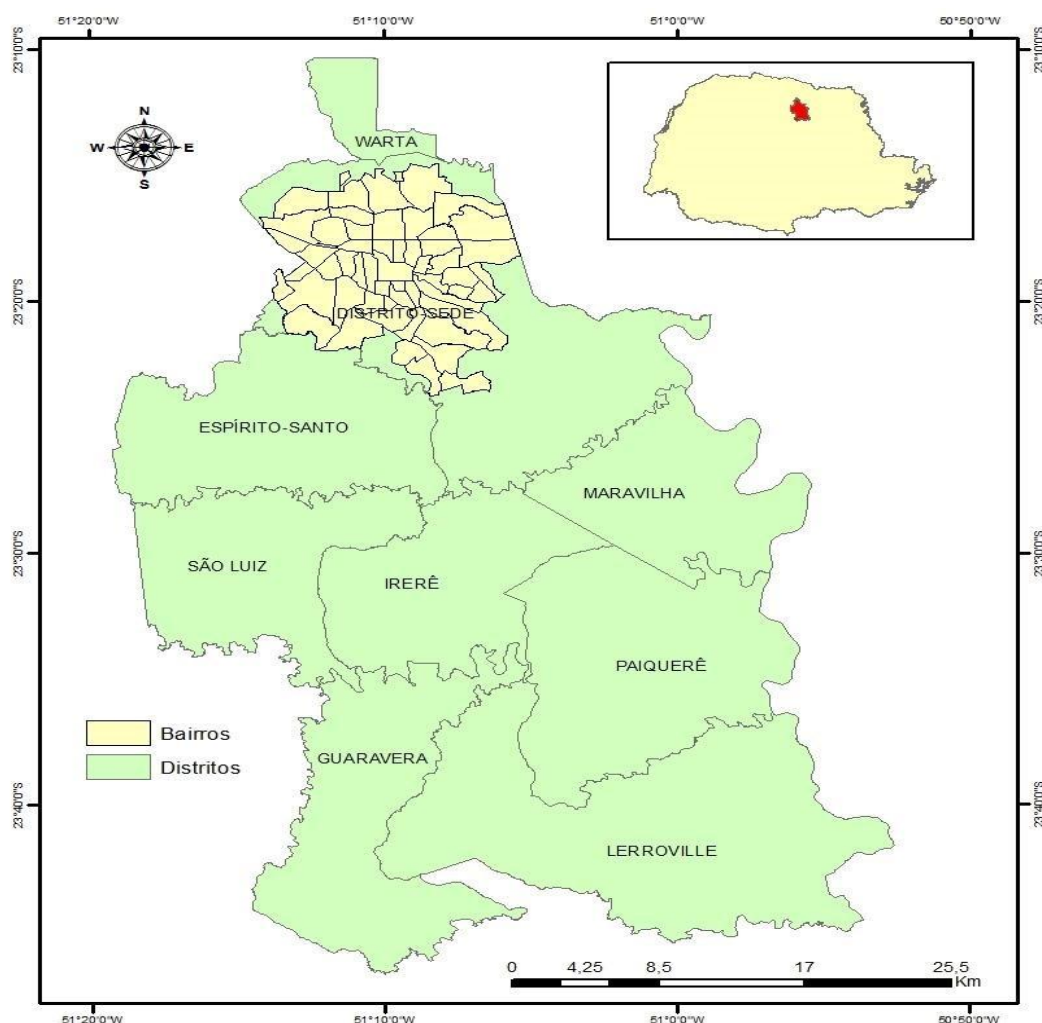 51°20'0"W 51°10'0"W 51°0'0"W 50°50'0"W
23°10'0"S 23°10'0"S
N
W E
S
WARTA
23°20'0"S 23°20'0"S
DISTRITO-SEDE
ESPÍRITO-SANTO
MARAVILHA
23°30'0"S 23°30'0"S
SÃO LUIZ
IRERÊ
PAIQUERÊ
Bairros
GUARAVERA
Distritos
23°40'0"S 23°40'0"S
LERROVILLE
0 4,25 8,5 17 25,5
Km
51°20'0"W 51°10'0"W 51°0'0"W 50°50'0"W